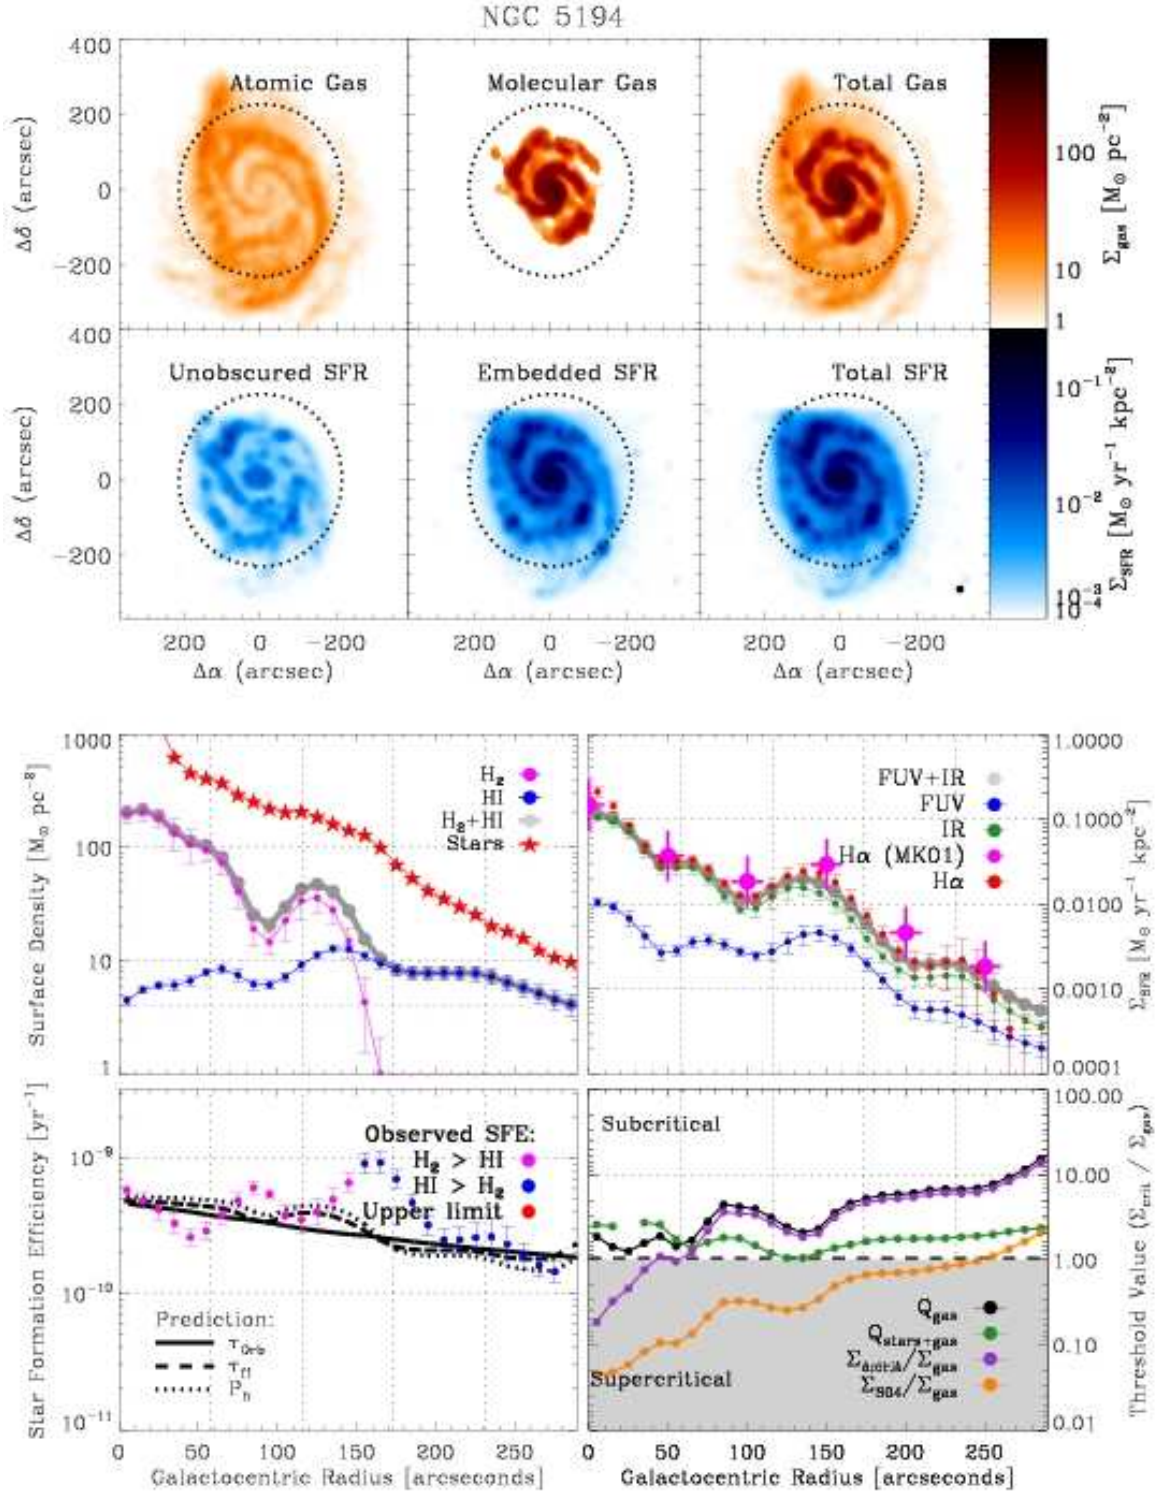 NGC 5194
400
200
0
−200
Δδ (arcsec)
Atomic Gas
Molecular Gas
Total Gas
100
10
1
Σgas [M⊙ pc⁻²]
400
200
0
−200
Δδ (arcsec)
Unobscured SFR
Embedded SFR
Total SFR
10⁻¹
10⁻²
10⁻³
10⁻⁴
ΣSFR [M⊙ yr⁻¹ kpc⁻²]
200 0 −200
200 0 −200
200 0 −200
Δα (arcsec)
Δα (arcsec)
Δα (arcsec)
1000
100
10
1
Surface Density [M⊙ pc⁻²]
H₂
HI
H₂+HI
Stars
FUV+IR
FUV
IR
Hα (MK01)
Hα
1.0000
0.1000
0.0100
0.0010
0.0001
ΣSFR [M⊙ yr⁻¹ kpc⁻²]
10⁻⁹
10⁻¹⁰
10⁻¹¹
Star Formation Efficiency [yr⁻¹]
Observed SFE:
H₂ > HI
HI > H₂
Upper limit
Prediction:
τOrb
τff
Ph
Subcritical
Supercritical
Qgas
Qstars+gas
Σcrit,A/Σgas
ΣS04/Σgas
100.00
10.00
1.00
0.10
0.01
Threshold Value (Σcrit / Σgas)
0 50 100 150 200 250
0 50 100 150 200 250
Galactocentric Radius [arcseconds]
Galactocentric Radius [arcseconds]